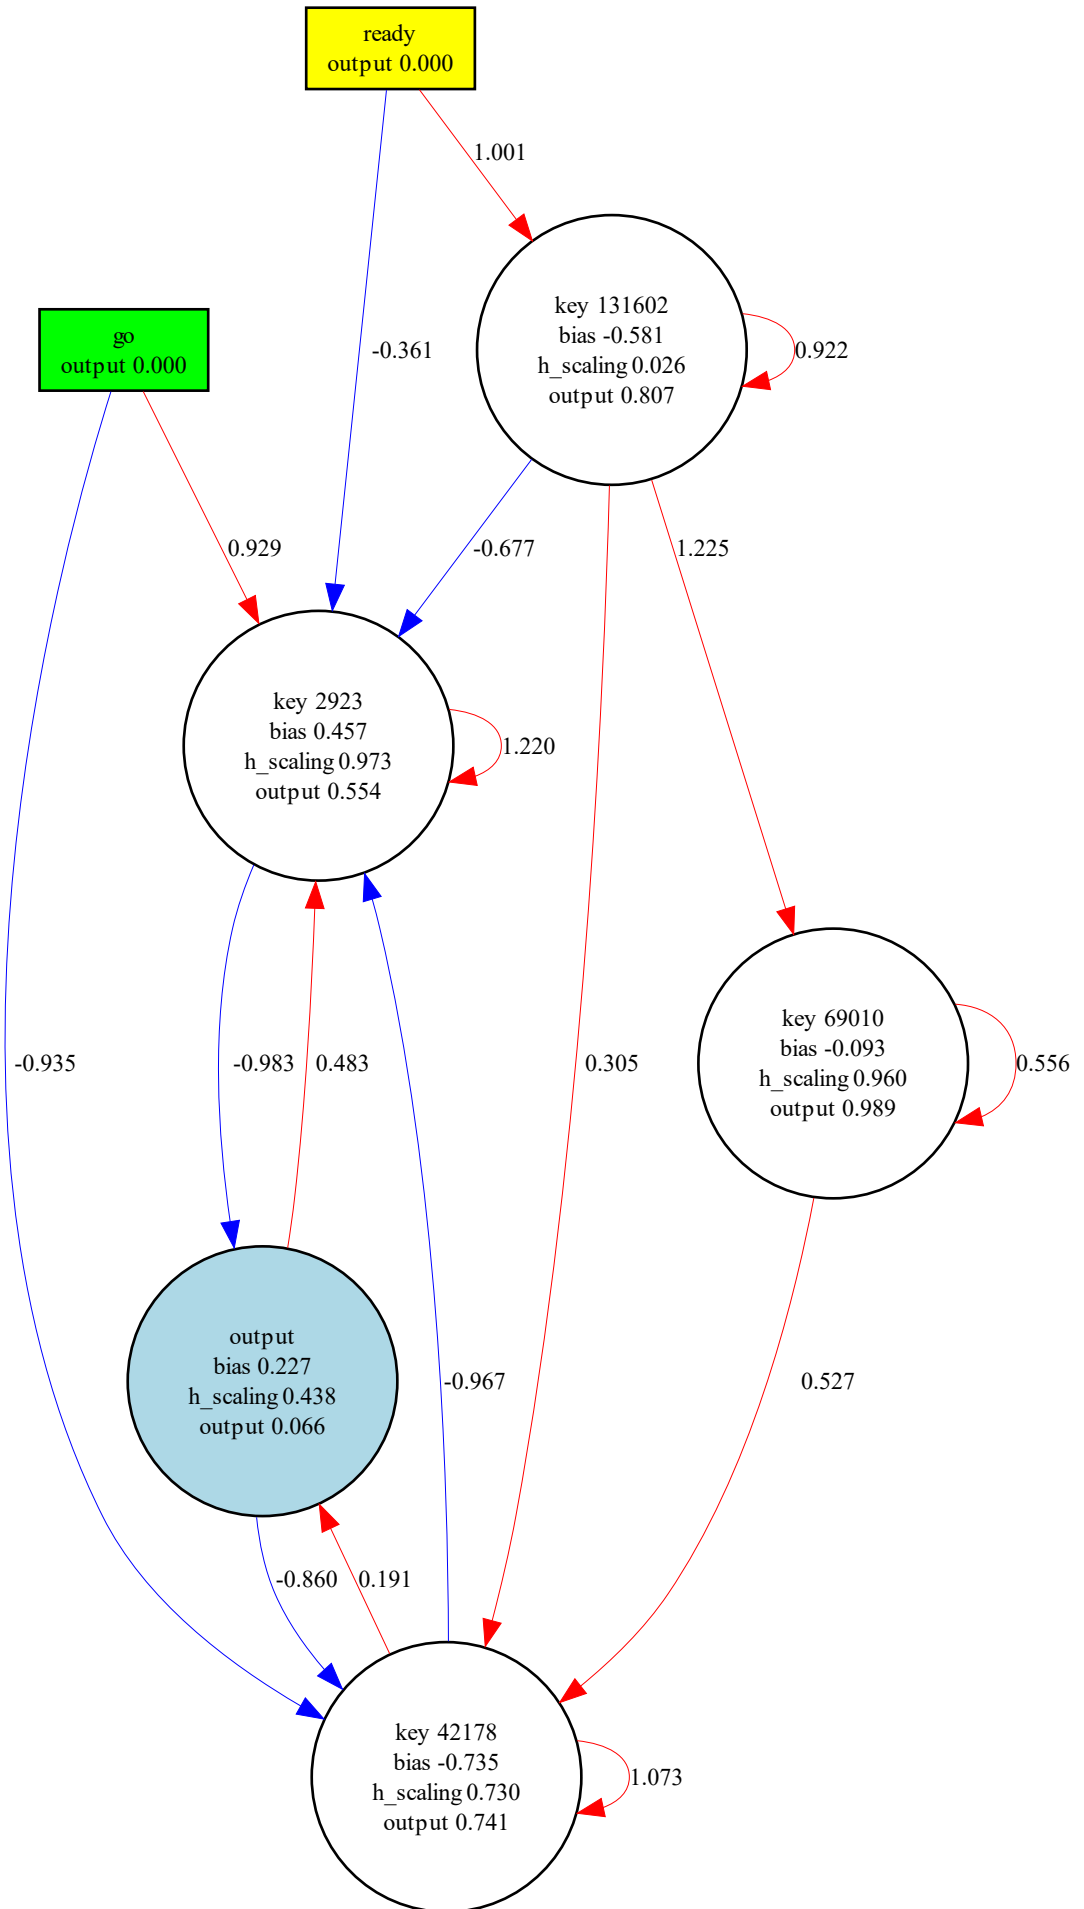 ready
output 0.000
1.001
go
output 0.000
-0.361
key 131602
bias -0.581
h_scaling 0.026
output 0.807
0.922
0.929
-0.677
1.225
key 2923
bias 0.457
h_scaling 0.973
output 0.554
1.220
-0.935
-0.983
0.483
0.305
key 69010
bias -0.093
h_scaling 0.960
output 0.989
0.556
output
bias 0.227
h_scaling 0.438
output 0.066
-0.967
0.527
-0.860
0.191
key 42178
bias -0.735
h_scaling 0.730
output 0.741
1.073